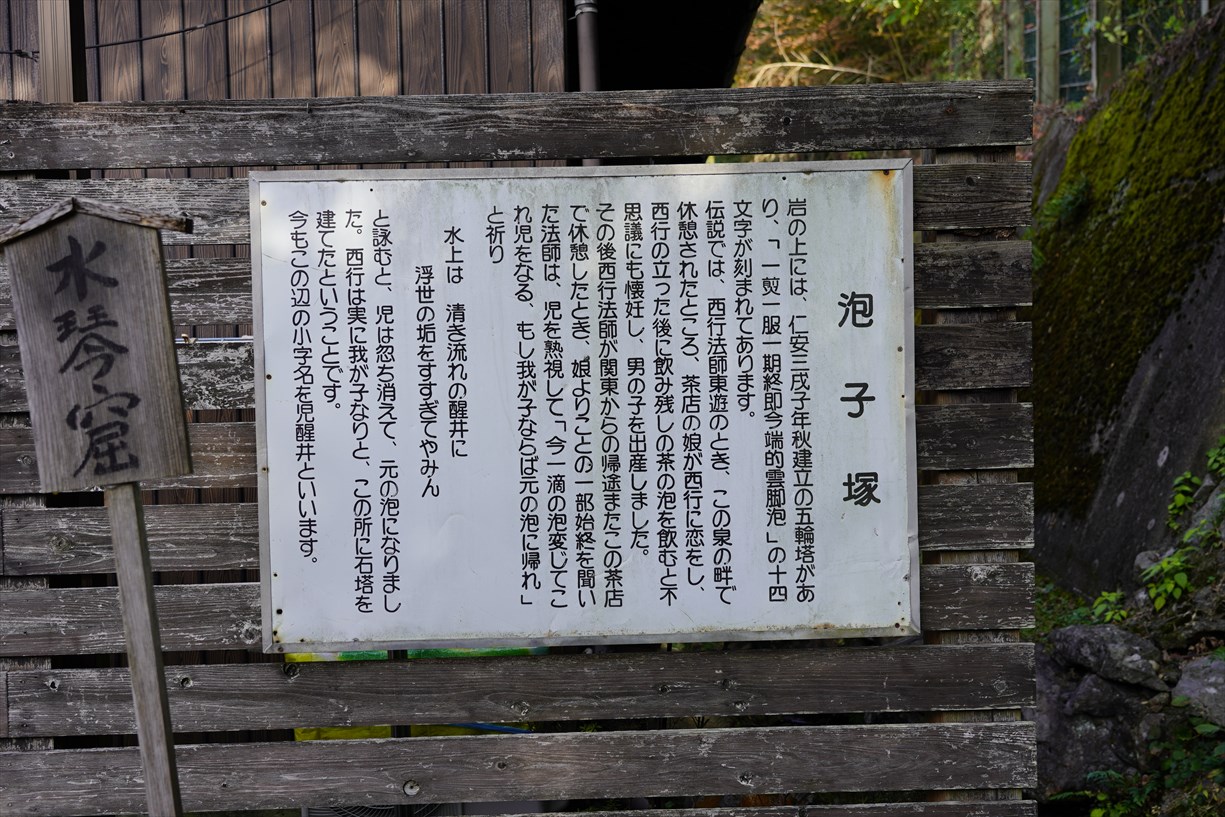 泡子塚
岩の上には、仁安三戊子年秋建立の五輪塔があ
り、「一煎一服一期終即今端的雲脚泡」の十四
文字が刻まれてあります。
伝説では、西行法師東遊のとき、この泉の畔で
休憩されたところ、茶店の娘が西行に恋をし、
西行の立った後に飲み残しの茶の泡を飲むと不
思議にも懐妊し、男の子を出産しました。
その後西行法師が関東からの帰途またこの茶店
で休憩したとき、娘よりことの一部始終を聞い
た法師は、児を熟視して「今一滴の泡変じてこ
れ児をなる、もし我が子ならば元の泡に帰れ」
と祈り
水上は 清き流れの醒井に
浮世の垢をすすぎてやみん
と詠むと、児は忽ち消えて、元の泡になりまし
た。西行は実に我が子なりと、この所に石塔を
建てたということです。
今もこの辺の小字名を児醒井といいます。
水琴窟